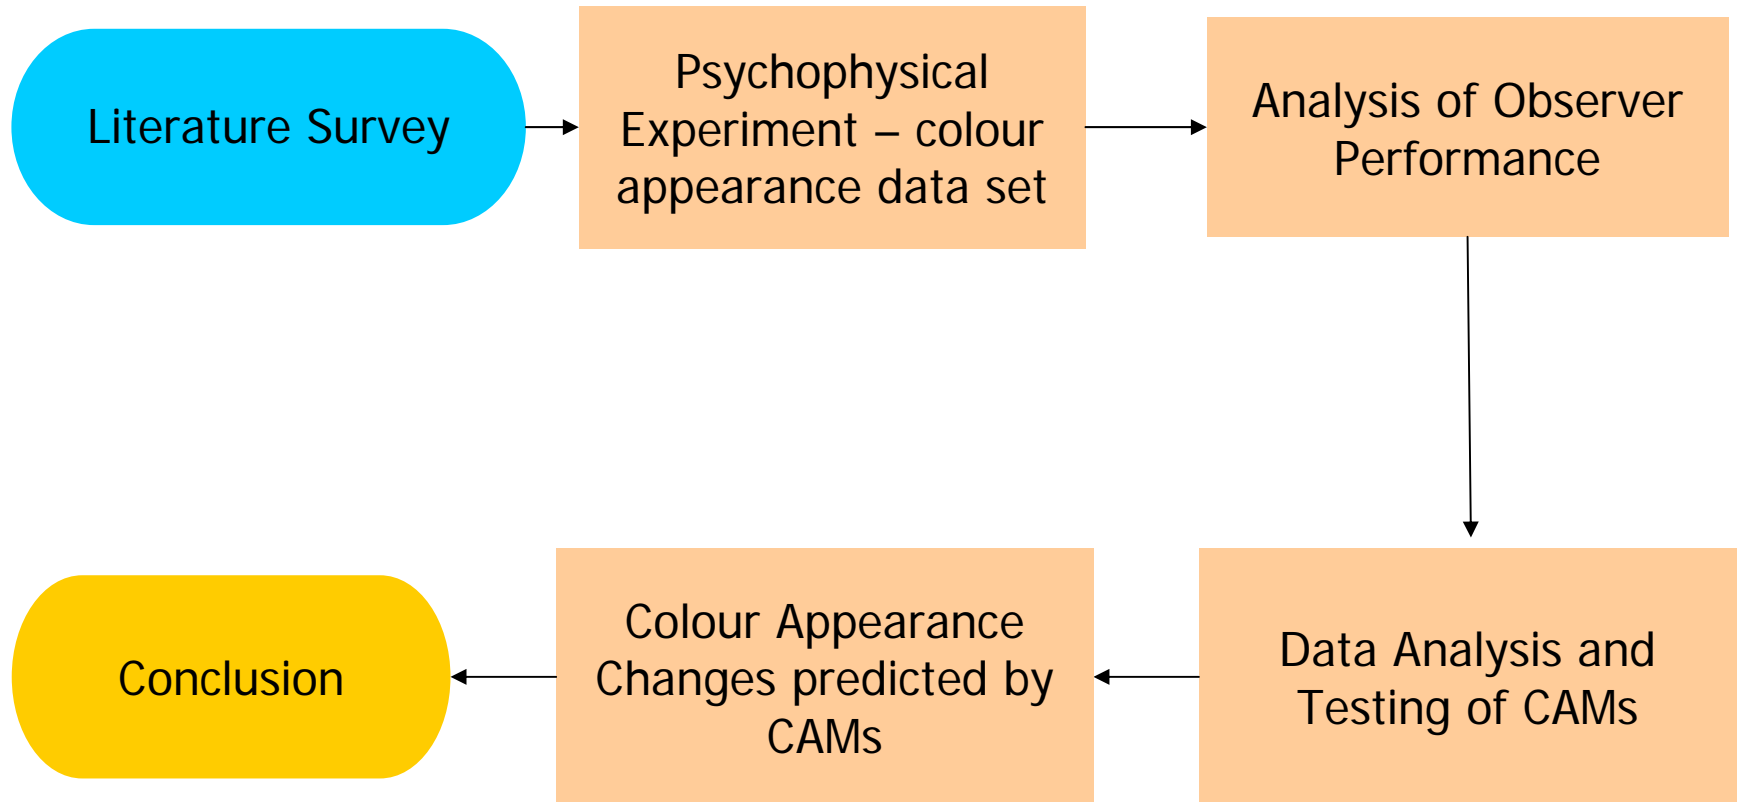 Literature Survey
Psychophysical
Experiment – colour
appearance data set
Analysis of Observer
Performance
Data Analysis and
Testing of CAMs
Colour Appearance
Changes predicted by
CAMs
Conclusion